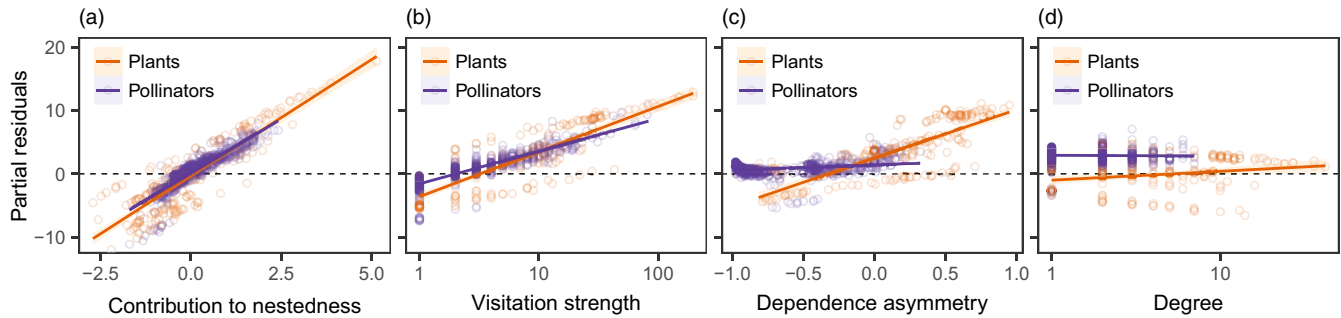 (a) (b) (c) (d)
Partial residuals
20
10
0
−10
Plants
Pollinators
−2.5 0.0 2.5 5.0
Contribution to nestedness
Plants
Pollinators
1 10 100
Visitation strength
Plants
Pollinators
−1.0 −0.5 0.0 0.5 1.0
Dependence asymmetry
Plants
Pollinators
1 10
Degree